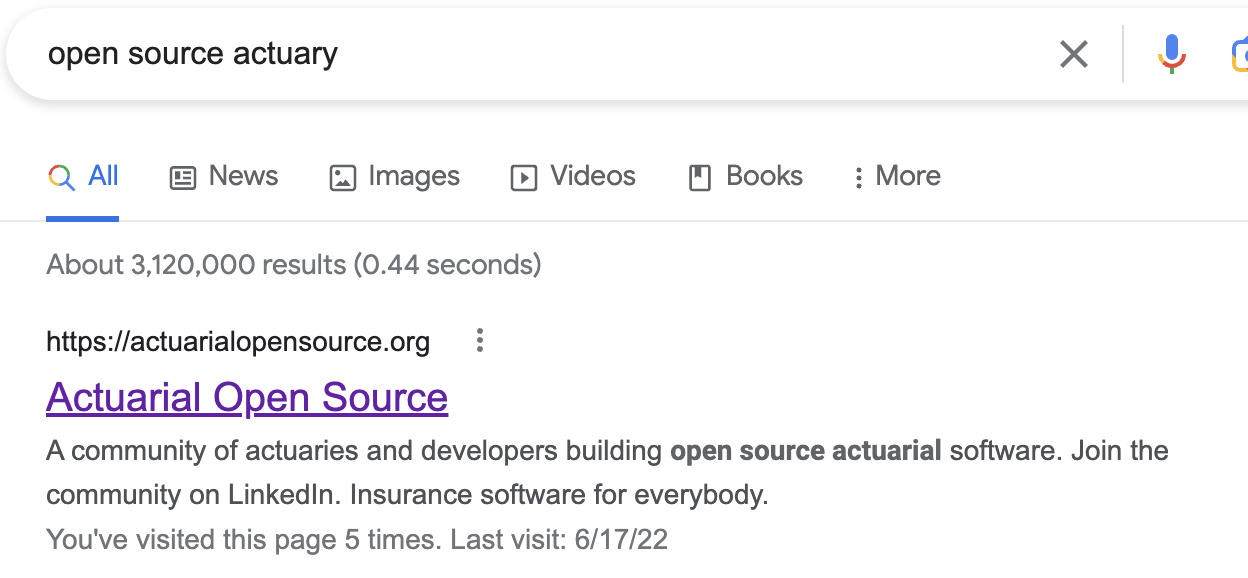 open source actuary
All News Images Videos Books More
About 3,120,000 results (0.44 seconds)
https://actuarialopensource.org
Actuarial Open Source
A community of actuaries and developers building open source actuarial software. Join the
community on LinkedIn. Insurance software for everybody.
You've visited this page 5 times. Last visit: 6/17/22